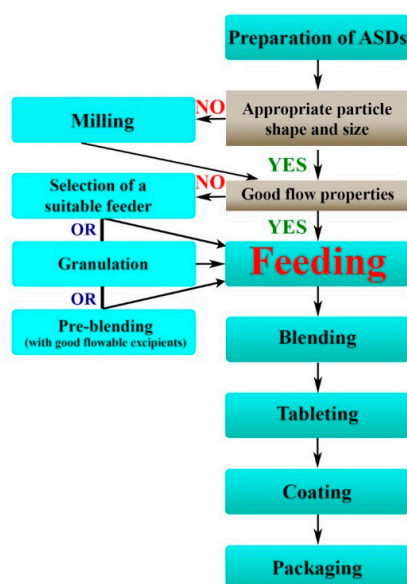 Preparation of ASDs
NO
Appropriate particle
shape and size
Milling
YES
Selection of a
suitable feeder
NO
Good flow properties
OR
YES
Granulation
Feeding
OR
Pre-blending
(with good flowable excipients)
Blending
Tableting
Coating
Packaging